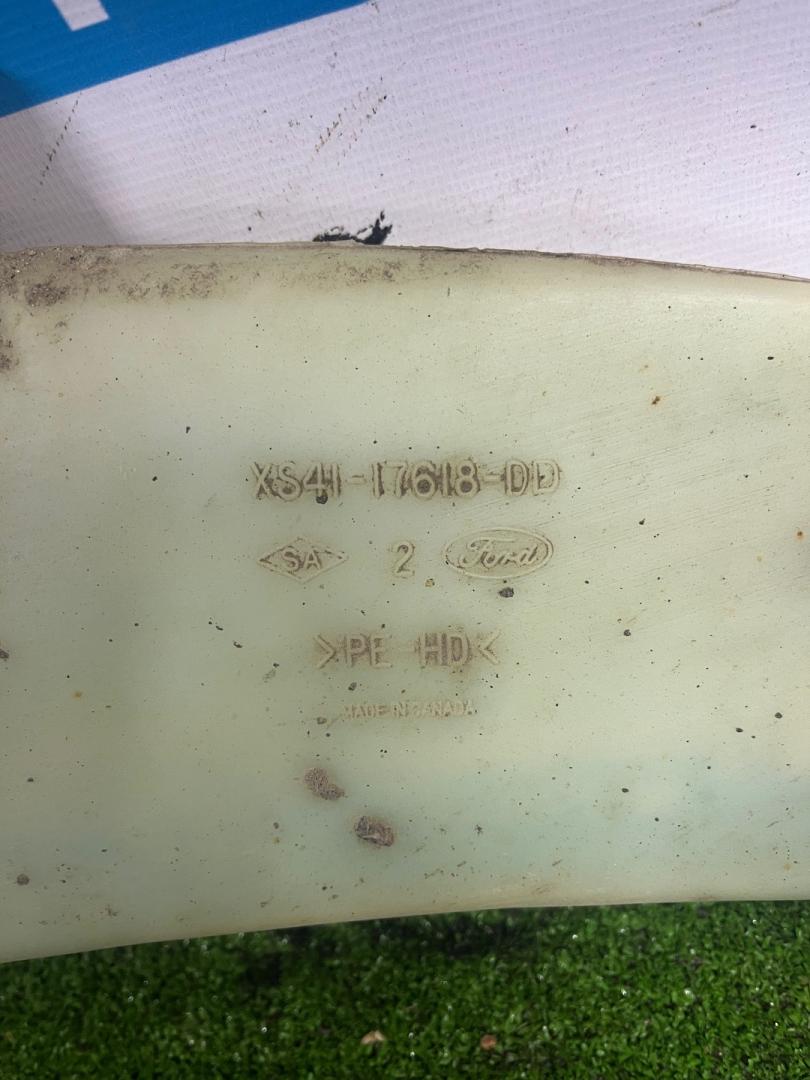 XS41-17618-DD
SA 2 Ford
>PE HD<
MADE IN CANADA